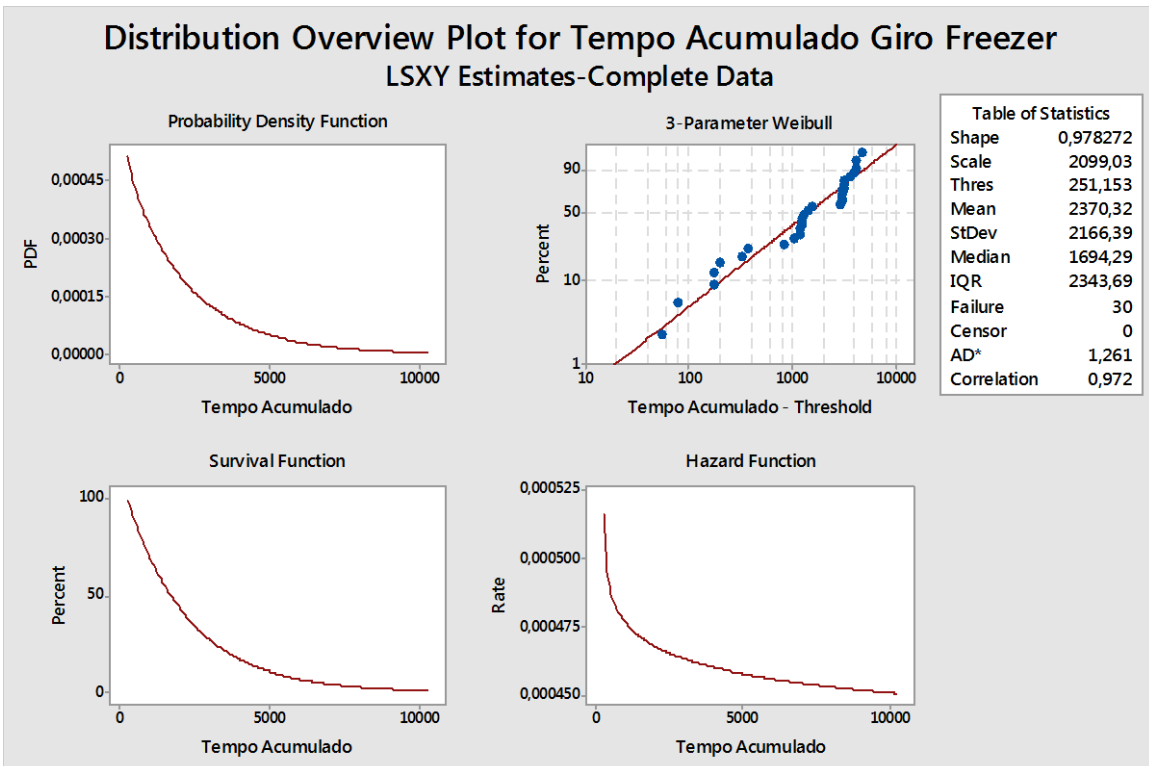 Distribution Overview Plot for Tempo Acumulado Giro Freezer
LSXY Estimates-Complete Data
Probability Density Function
PDF
0,00045
0,00030
0,00015
0,00000
0 5000 10000
Tempo Acumulado
3-Parameter Weibull
Percent
90
50
10
1
10 100 1000 10000
Tempo Acumulado - Threshold
Table of Statistics
Shape 0,978272
Scale 2099,03
Thres 251,153
Mean 2370,32
StDev 2166,39
Median 1694,29
IQR 2343,69
Failure 30
Censor 0
AD* 1,261
Correlation 0,972
Survival Function
Percent
100
50
0
0 5000 10000
Tempo Acumulado
Hazard Function
Rate
0,000525
0,000500
0,000475
0,000450
0 5000 10000
Tempo Acumulado